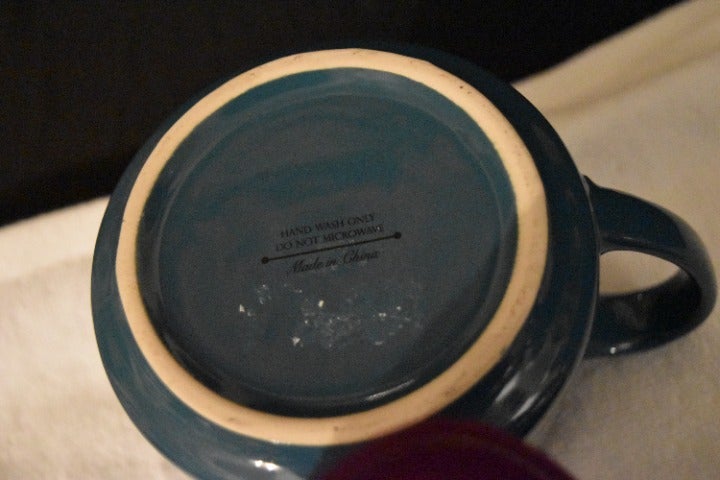 HAND WASH ONLY
DO NOT MICROWAVE
Made in China